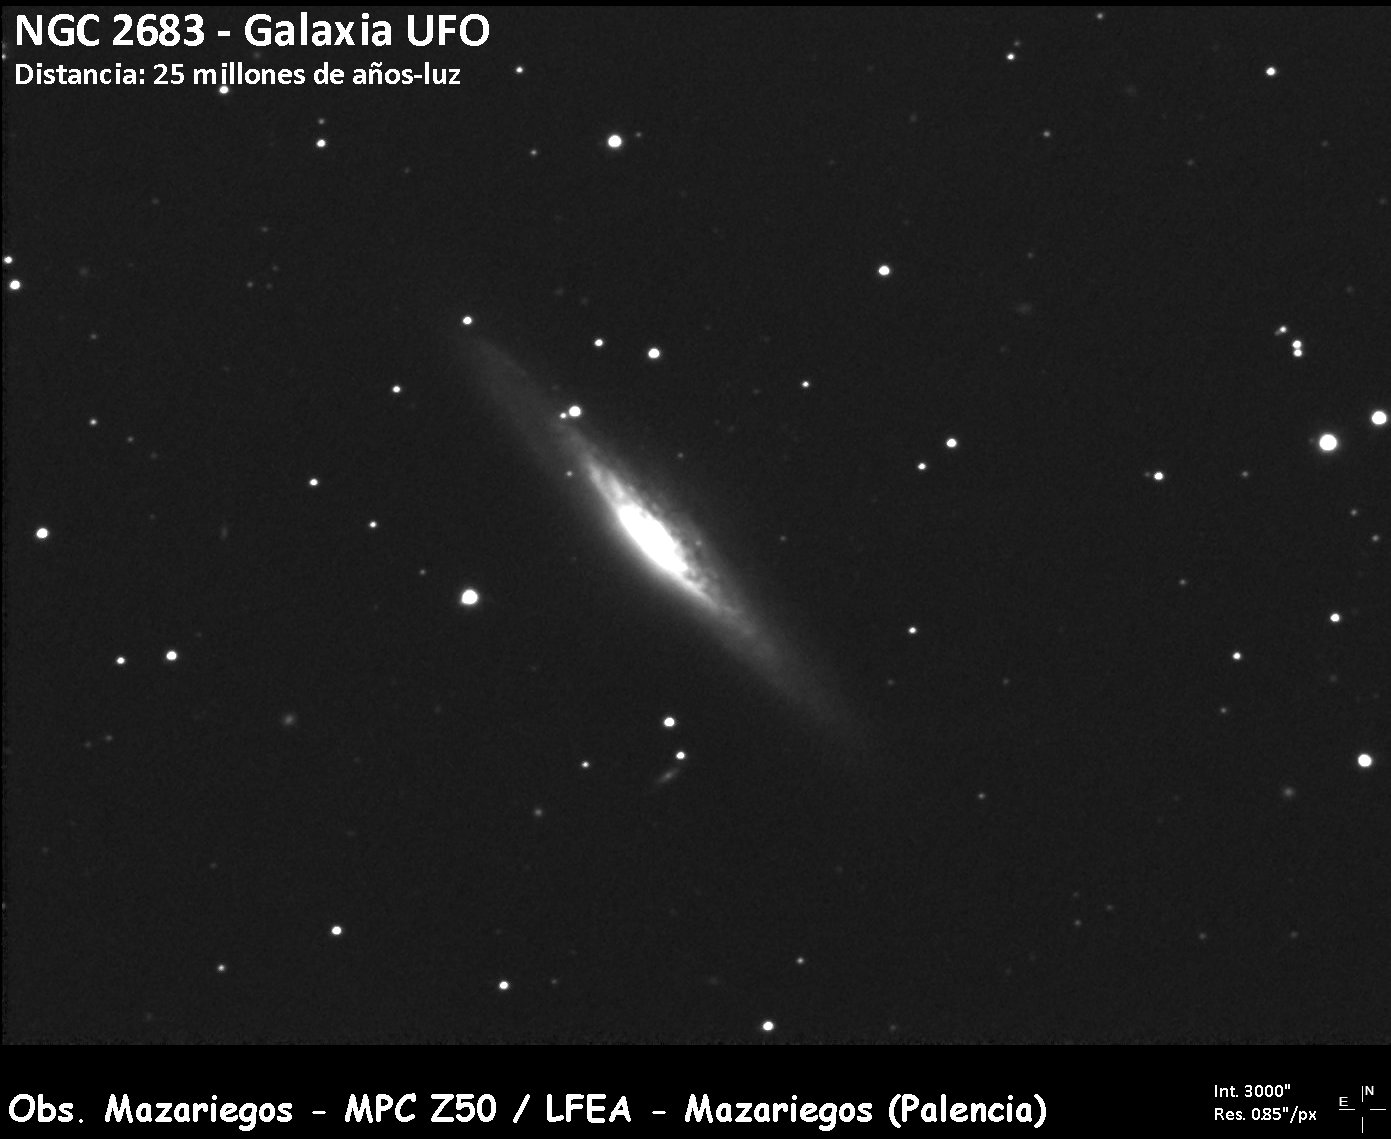 NGC 2683 - Galaxia UFO
Distancia: 25 millones de años-luz
Obs. Mazariegos - MPC Z50 / LFEA - Mazariegos (Palencia)
Int. 3000"
Res. 0.85"/px
N
E